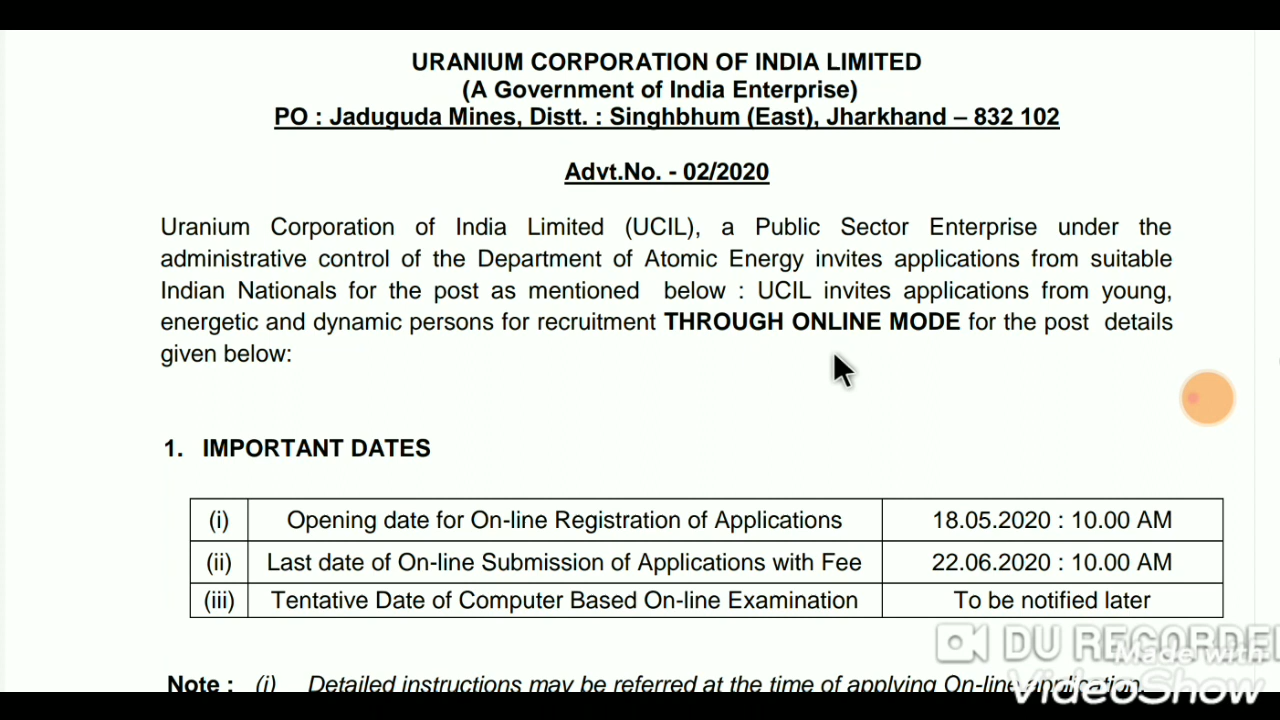 URANIUM CORPORATION OF INDIA LIMITED
(A Government of India Enterprise)
PO : Jaduguda Mines, Distt. : Singhbhum (East), Jharkhand – 832 102
Advt.No. - 02/2020
Uranium Corporation of India Limited (UCIL), a Public Sector Enterprise under the
administrative control of the Department of Atomic Energy invites applications from suitable
Indian Nationals for the post as mentioned below : UCIL invites applications from young,
energetic and dynamic persons for recruitment THROUGH ONLINE MODE for the post details
given below:
1. IMPORTANT DATES
(i) Opening date for On-line Registration of Applications 18.05.2020 : 10.00 AM
(ii) Last date of On-line Submission of Applications with Fee 22.06.2020 : 10.00 AM
(iii) Tentative Date of Computer Based On-line Examination To be notified later
DU RECORDER
Made with
VideoShow
Note : (i) Detailed instructions may be referred at the time of applying On-line application.